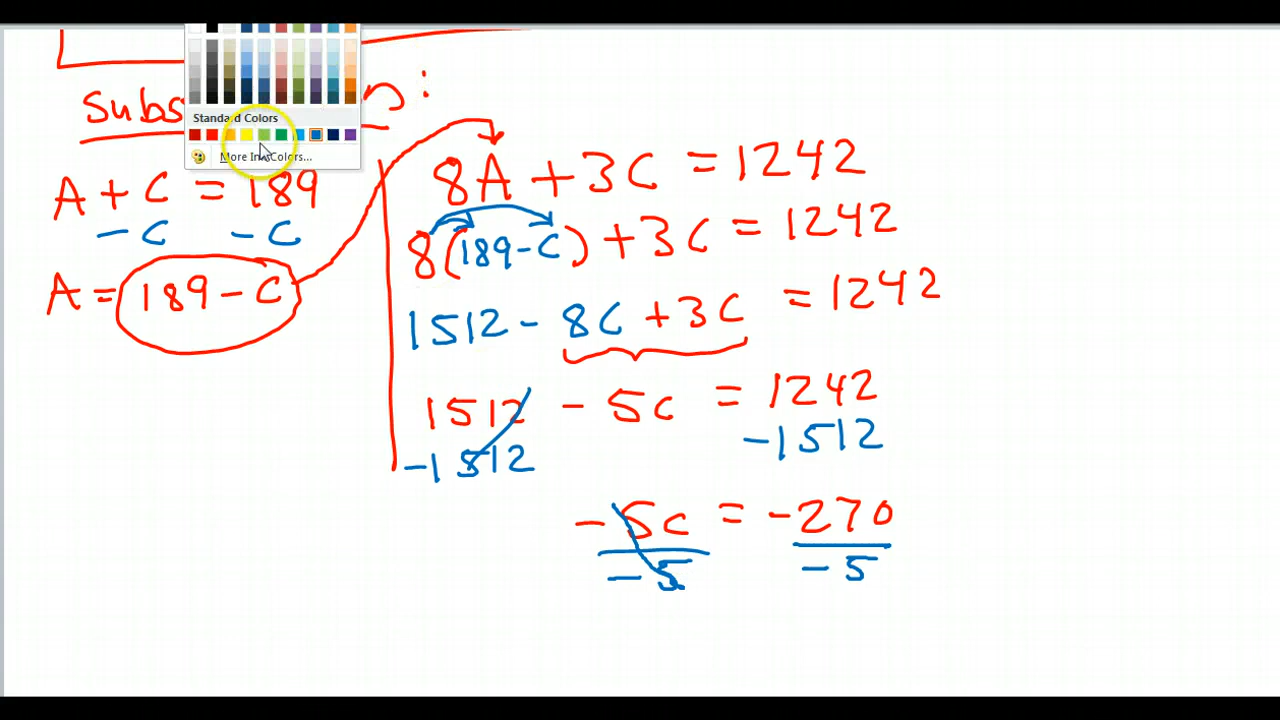 Standard Colors
More Ink Colors...
A + C = 189
- C - C
A = 189 - C
8A + 3C = 1242
8(189 - C) + 3C = 1242
1512 - 8C + 3C = 1242
1512 - 5C = 1242
-1512 -1512
-5C = -270
-5 -5